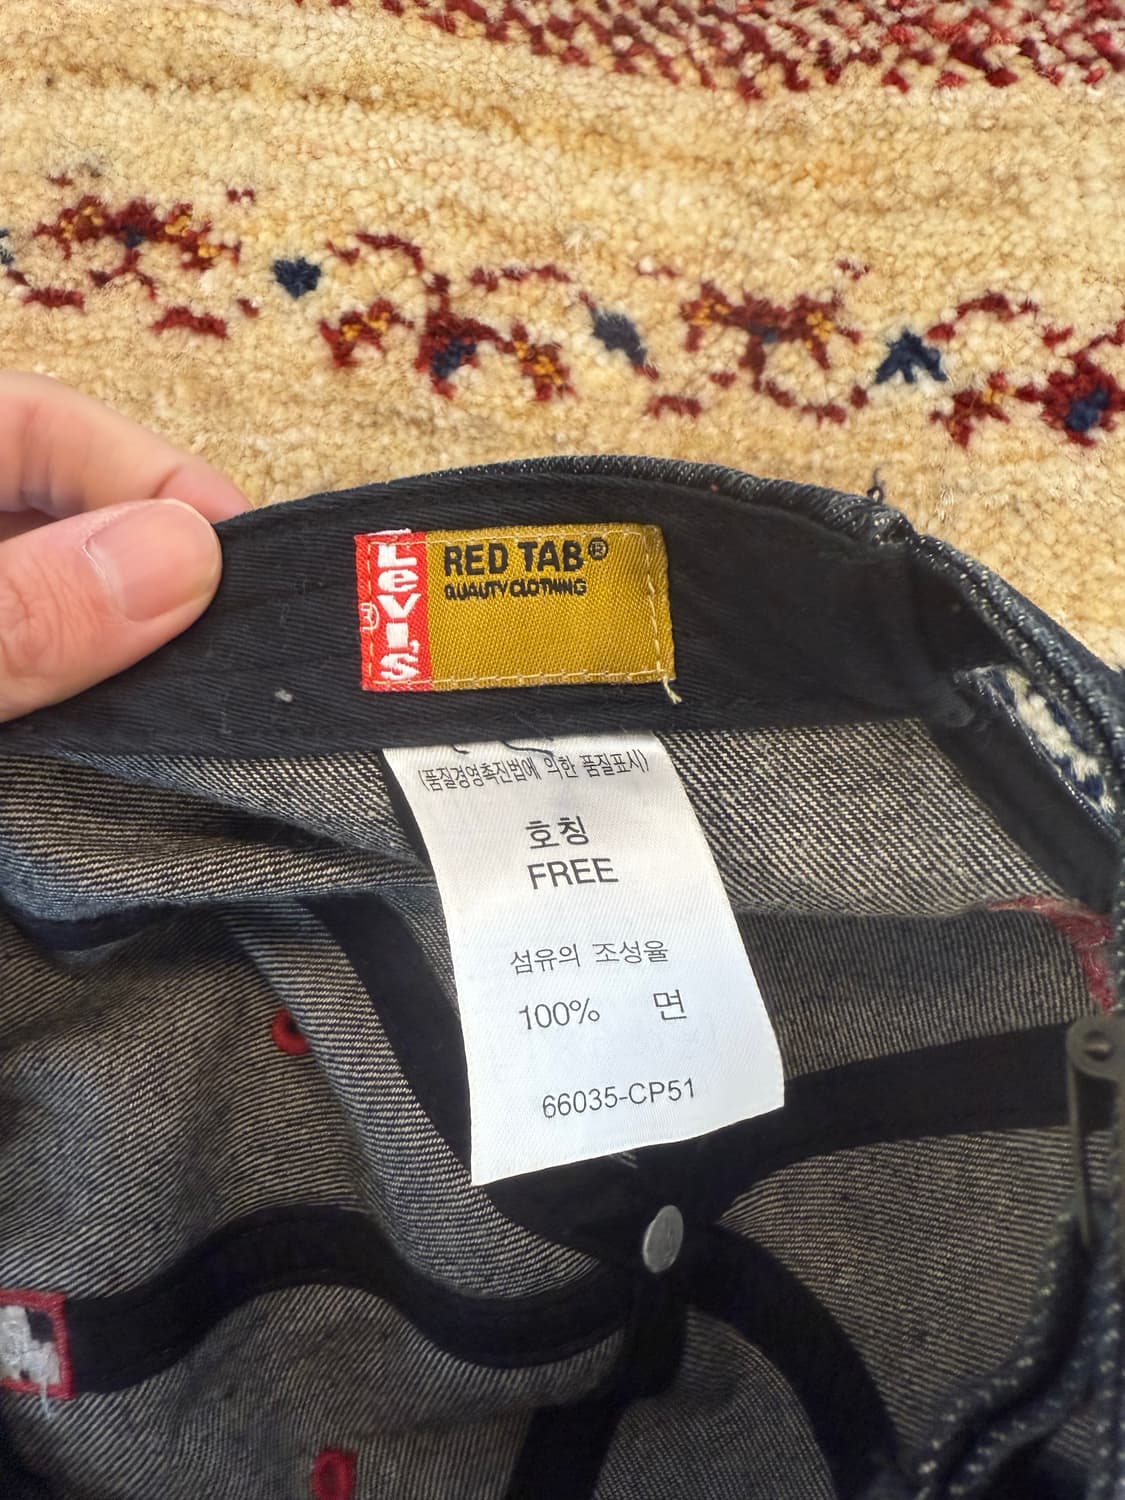 LEVI'S ®
RED TAB®
QUALITY CLOTHING
(품질경영촉진법에 의한 품질표시)
호칭
FREE
섬유의 조성율
100% 면
66035-CP51